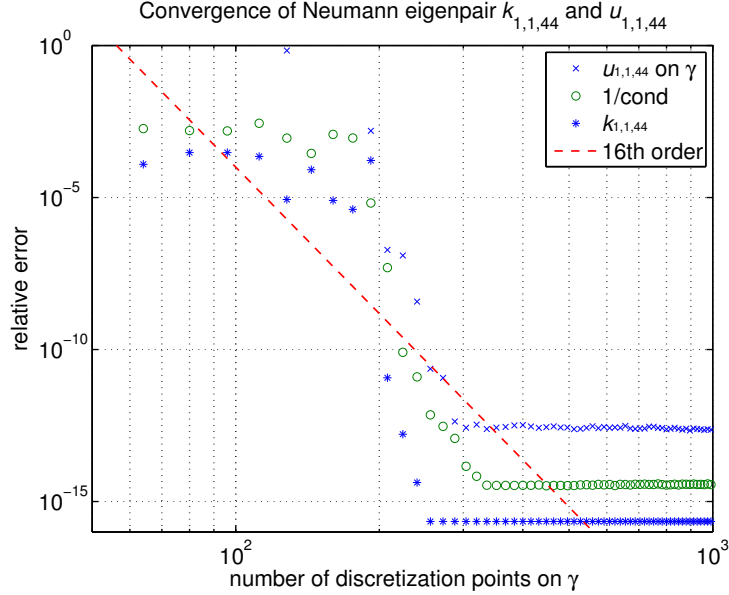 Convergence of Neumann eigenpair k1,1,44 and u1,1,44
10^0
10^-5
10^-10
10^-15
relative error
u1,1,44 on γ
1/cond
k1,1,44
16th order
10^2
10^3
number of discretization points on γ